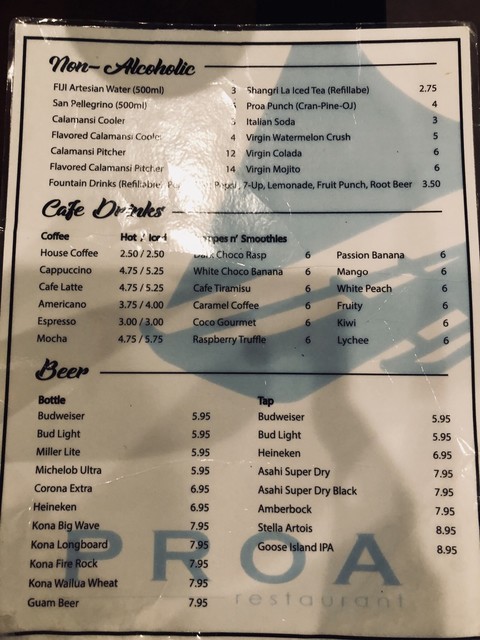 Non-Alcoholic
FIJI Artesian Water (500ml) 3 Shangri La Iced Tea (Refillabe) 2.75
San Pellegrino (500ml) Proa Punch (Cran-Pine-OJ) 4
Calamansi Cooler Italian Soda 3
Flavored Calamansi Cooler 4 Virgin Watermelon Crush 5
Calamansi Pitcher 12 Virgin Colada 6
Flavored Calamansi Pitcher 14 Virgin Mojito 6
Fountain Drinks (Refillabre, 7-Up, Lemonade, Fruit Punch, Root Beer 3.50
Cafe Drinks
Coffee Hot / Iced n' Smoothies
House Coffee 2.50 / 2.50 Dark Choco Rasp 6 Passion Banana 6
Cappuccino 4.75 / 5.25 White Choco Banana 6 Mango 6
Cafe Latte 4.75 / 5.25 Cafe Tiramisu 6 White Peach 6
Americano 3.75 / 4.00 Caramel Coffee 6 Fruity 6
Espresso 3.00 / 3.00 Coco Gourmet 6 Kiwi 6
Mocha 4.75 / 5.75 Raspberry Truffle 6 Lychee 6
Beer
Bottle Tap
Budweiser 5.95 Budweiser 5.95
Bud Light 5.95 Bud Light 5.95
Miller Lite 5.95 Heineken 6.95
Michelob Ultra 5.95 Asahi Super Dry 7.95
Corona Extra 6.95 Asahi Super Dry Black 7.95
Heineken 6.95 Amberbock 7.95
Kona Big Wave 7.95 Stella Artois 8.95
Kona Longboard 7.95 Goose Island IPA 8.95
Kona Fire Rock 7.95
Kona Wailua Wheat 7.95
Guam Beer 7.95
PROA
restaurant